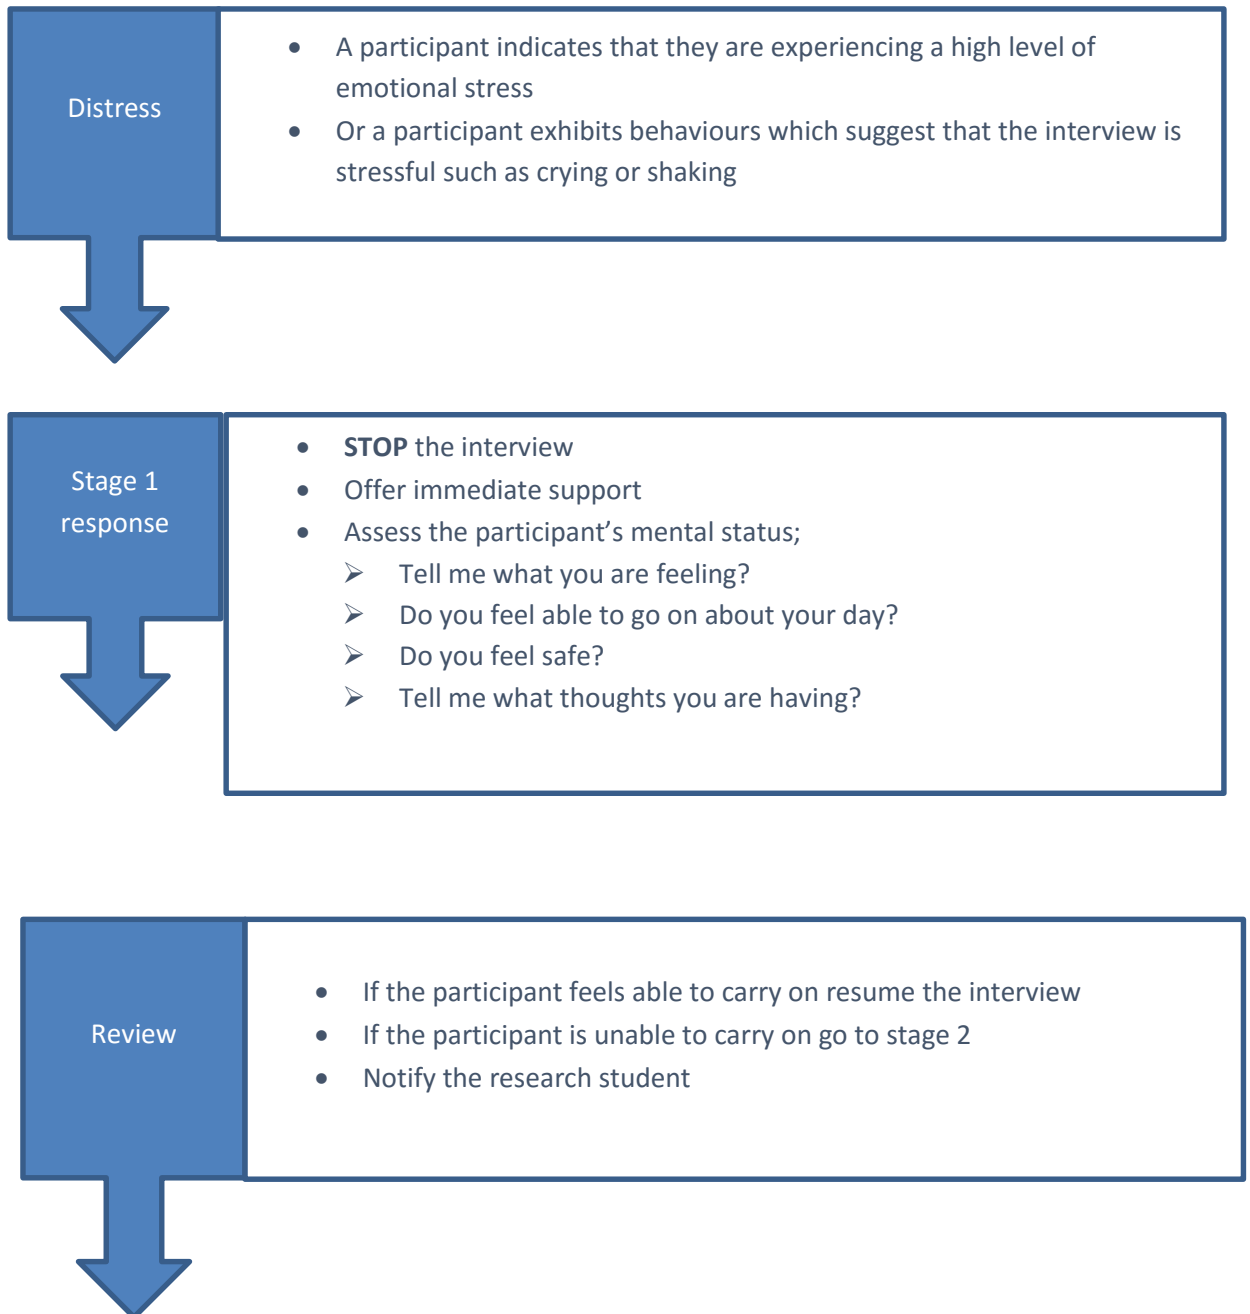 Distress
• A participant indicates that they are experiencing a high level of
emotional stress
• Or a participant exhibits behaviours which suggest that the interview is
stressful such as crying or shaking
Stage 1
response
• STOP the interview
• Offer immediate support
• Assess the participant’s mental status;
➢ Tell me what you are feeling?
➢ Do you feel able to go on about your day?
➢ Do you feel safe?
➢ Tell me what thoughts you are having?
Review
• If the participant feels able to carry on resume the interview
• If the participant is unable to carry on go to stage 2
• Notify the research student